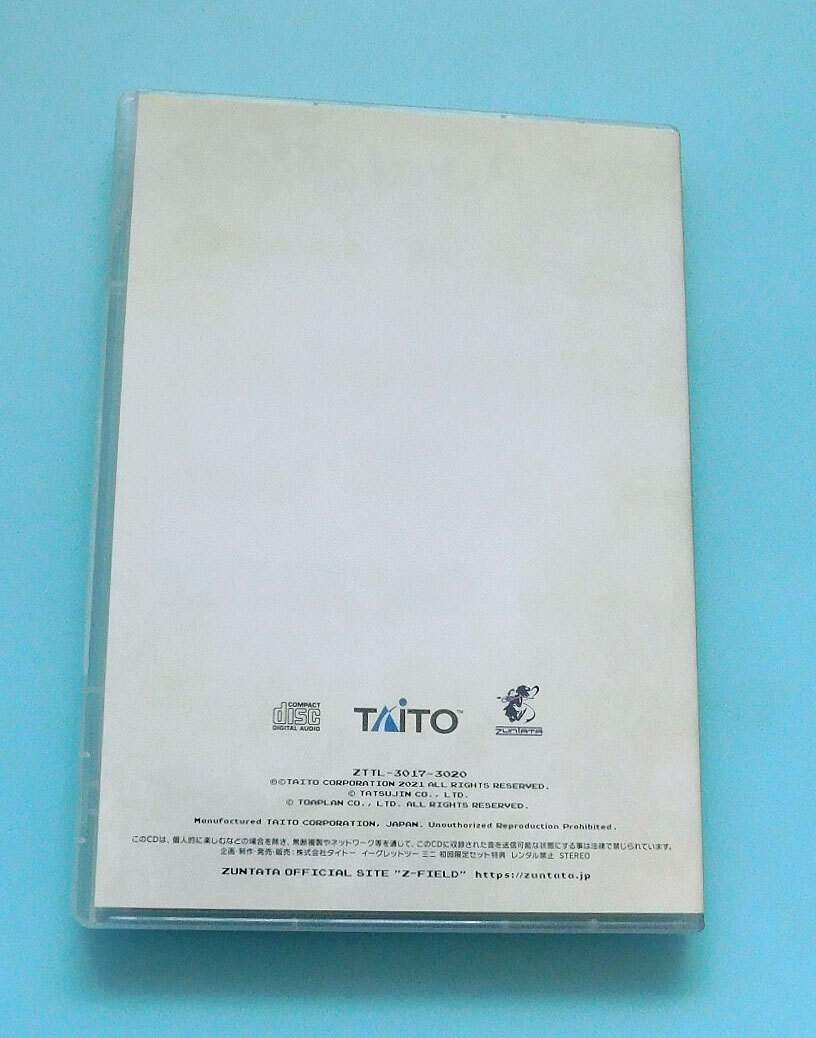 COMPACT
disc
DIGITAL AUDIO
TAITO™
ZUNTATA
ZTTL-3017~3020
℗©TAITO CORPORATION 2021 ALL RIGHTS RESERVED.
© TATSUJIN CO., LTD.
© TOAPLAN CO., LTD. ALL RIGHTS RESERVED.
Manufactured TAITO CORPORATION, JAPAN. Unauthorized Reproduction Prohibited.
このCDは、個人的に楽しむなどの場合を除き、無断複製やネットワーク等を通して、このCDに収録された音を送信可能な状態にする事は法律で禁じられています。
企画・制作・発売・販売：株式会社タイトー イーグレットツー ミニ 初回限定セット特典 レンタル禁止 STEREO
ZUNTATA OFFICIAL SITE "Z-FIELD" https://zuntata.jp